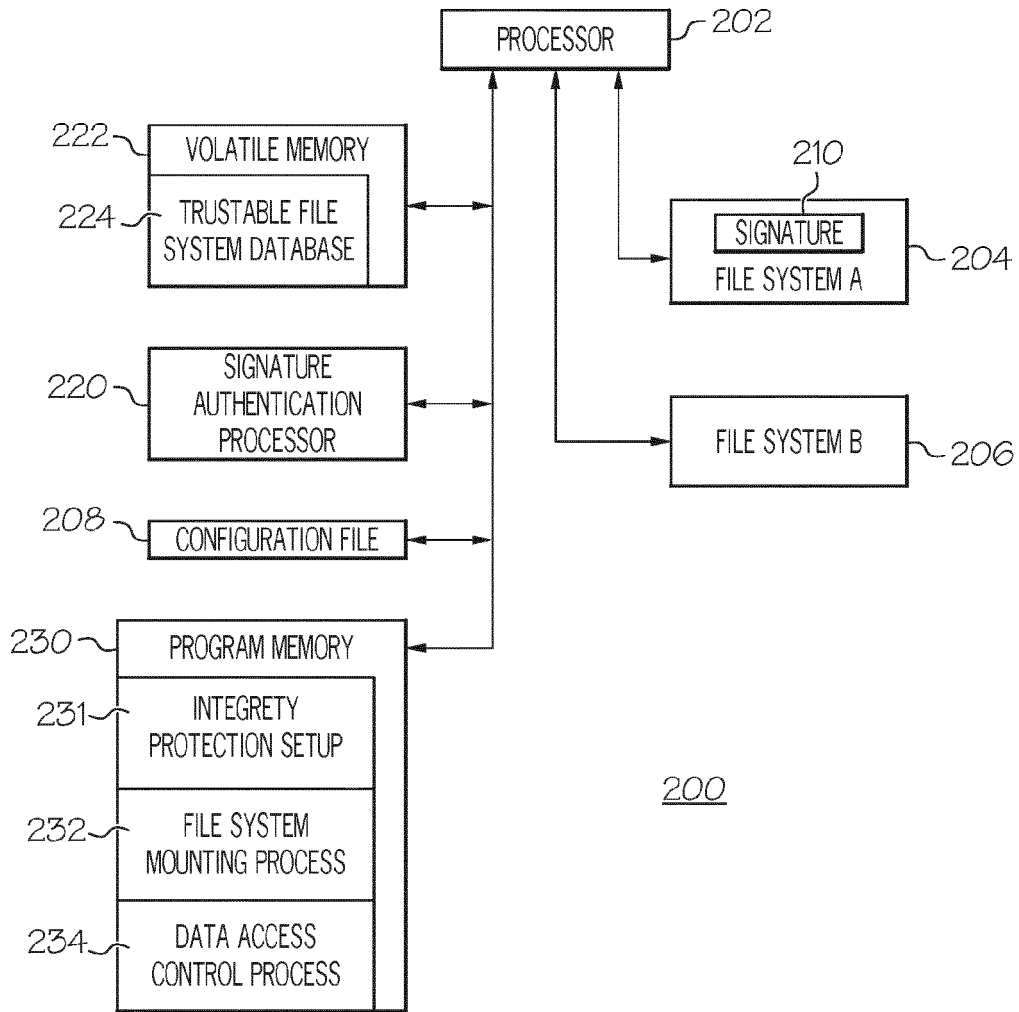 PROCESSOR
202
222
VOLATILE MEMORY
224
TRUSTABLE FILE
SYSTEM DATABASE
210
SIGNATURE
FILE SYSTEM A
204
220
SIGNATURE
AUTHENTICATION
PROCESSOR
FILE SYSTEM B
206
208
CONFIGURATION FILE
230
PROGRAM MEMORY
231
INTEGRETY
PROTECTION SETUP
232
FILE SYSTEM
MOUNTING PROCESS
234
DATA ACCESS
CONTROL PROCESS
200